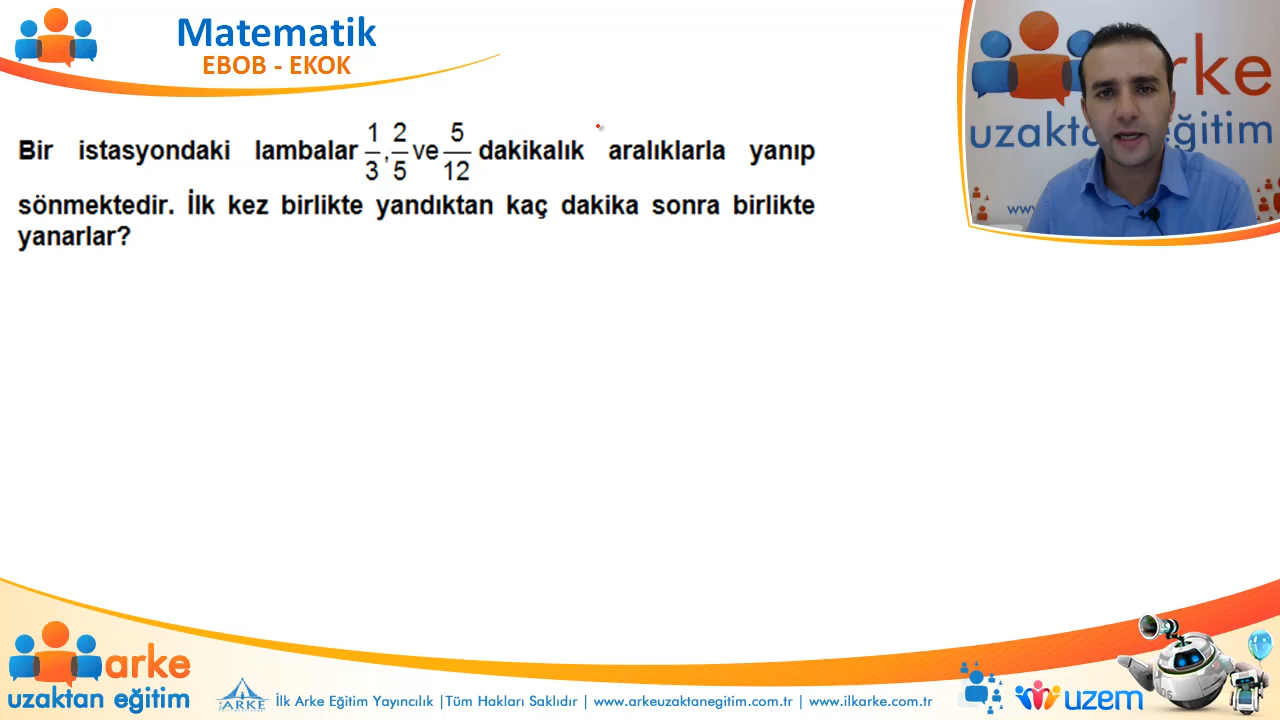 Matematik
EBOB - EKOK
Bir istasyondaki lambalar 1/3, 2/5 ve 5/12 dakikalık aralıklarla yanıp
sönmektedir. İlk kez birlikte yandıktan kaç dakika sonra birlikte
yanarlar?
arke
uzaktan eğitim
www
arke
uzaktan eğitim
ARKE
İlk Arke Eğitim Yayıncılık |Tüm Hakları Saklıdır | www.arkeuzaktanegitim.com.tr | www.ilkarke.com.tr
uzem